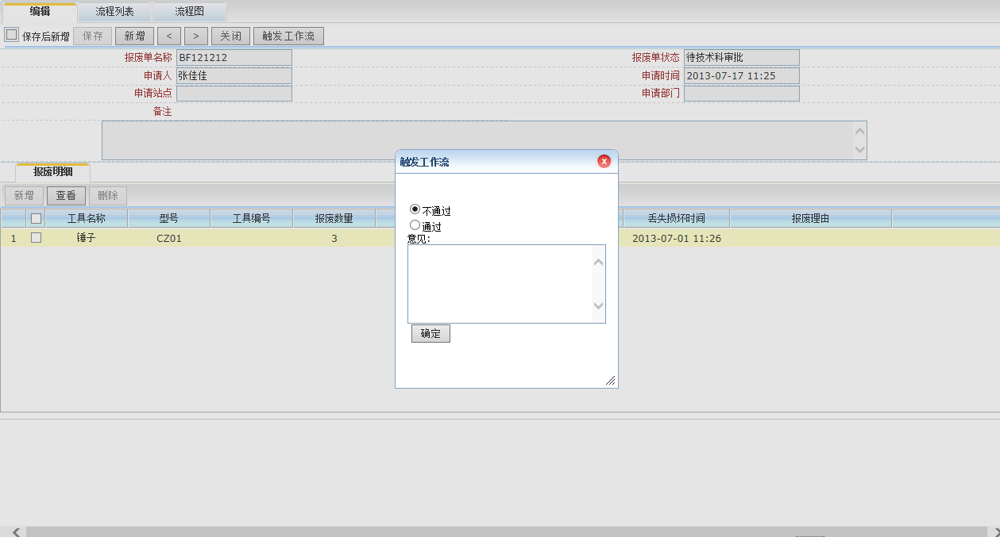 编辑 流程列表 流程图
保存后新增 保存 新增 < > 关闭 触发工作流
报废单名称 BF121212 报废单状态 待技术科审批
申请人 张佳佳 申请时间 2013-07-17 11:25
申请站点 申请部门
备注
触发工作流
不通过
通过
意见:
确定
报废明细
新增 查看 删除
工具名称 型号 工具编号 报废数量 丢失损坏时间 报废理由
1 锤子 CZ01 3 2013-07-01 11:26